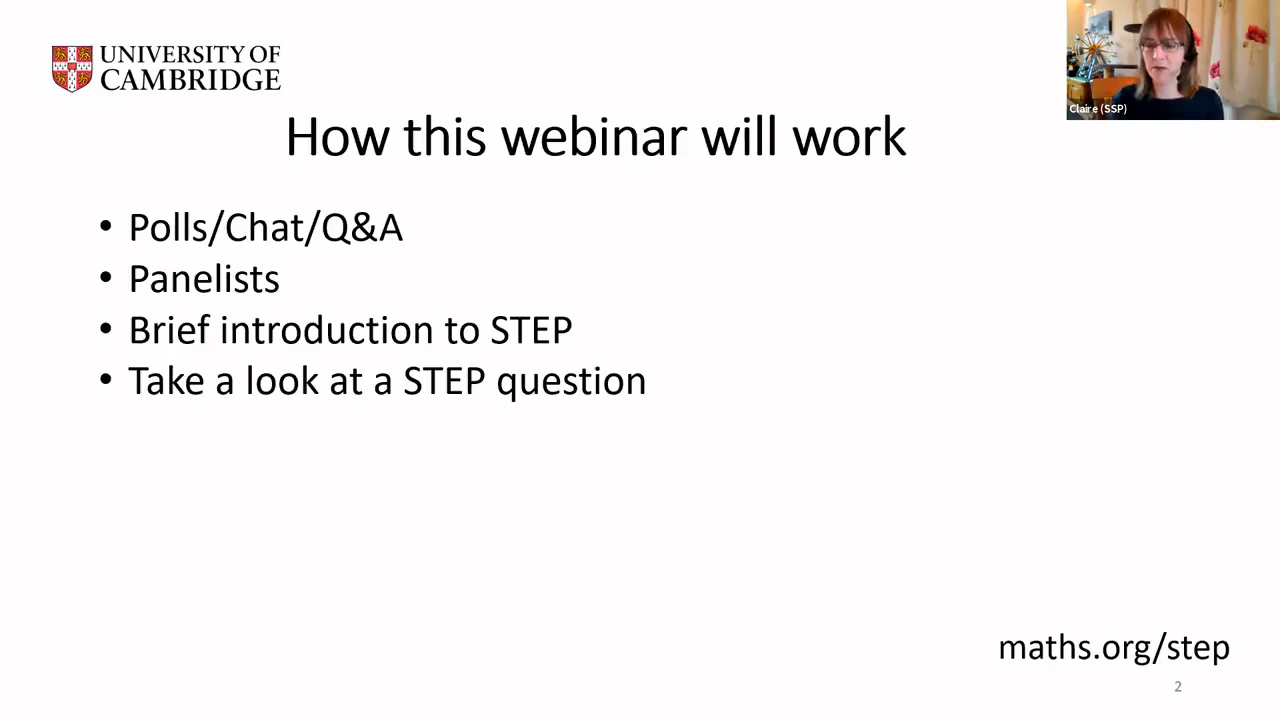 UNIVERSITY OF
CAMBRIDGE
Claire (SSP)
How this webinar will work
• Polls/Chat/Q&A
• Panelists
• Brief introduction to STEP
• Take a look at a STEP question
maths.org/step
2